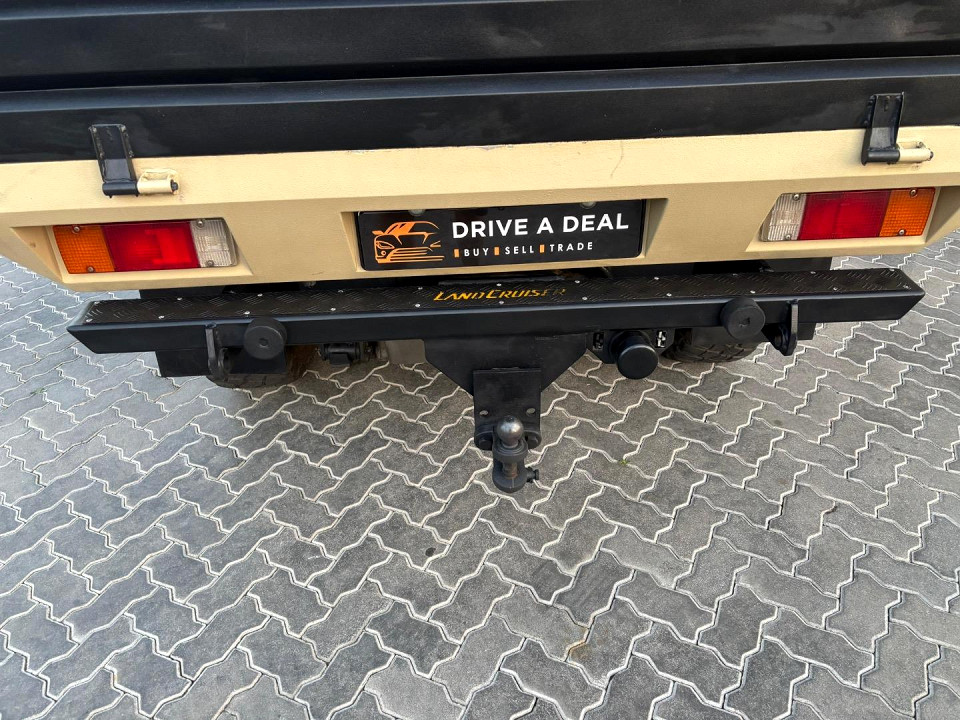 DRIVE A DEAL
BUY SELL TRADE
LANDCRUISER